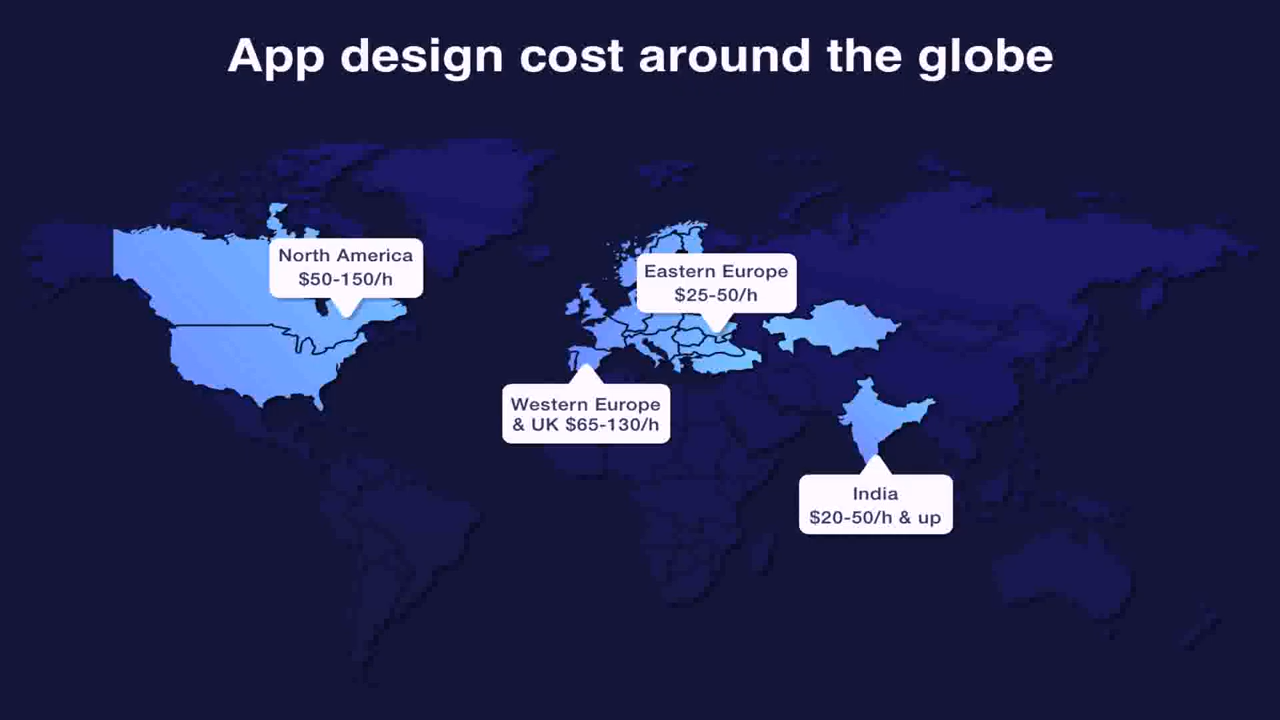 App design cost around the globe
North America
$50-150/h
Eastern Europe
$25-50/h
Western Europe
& UK $65-130/h
India
$20-50/h & up